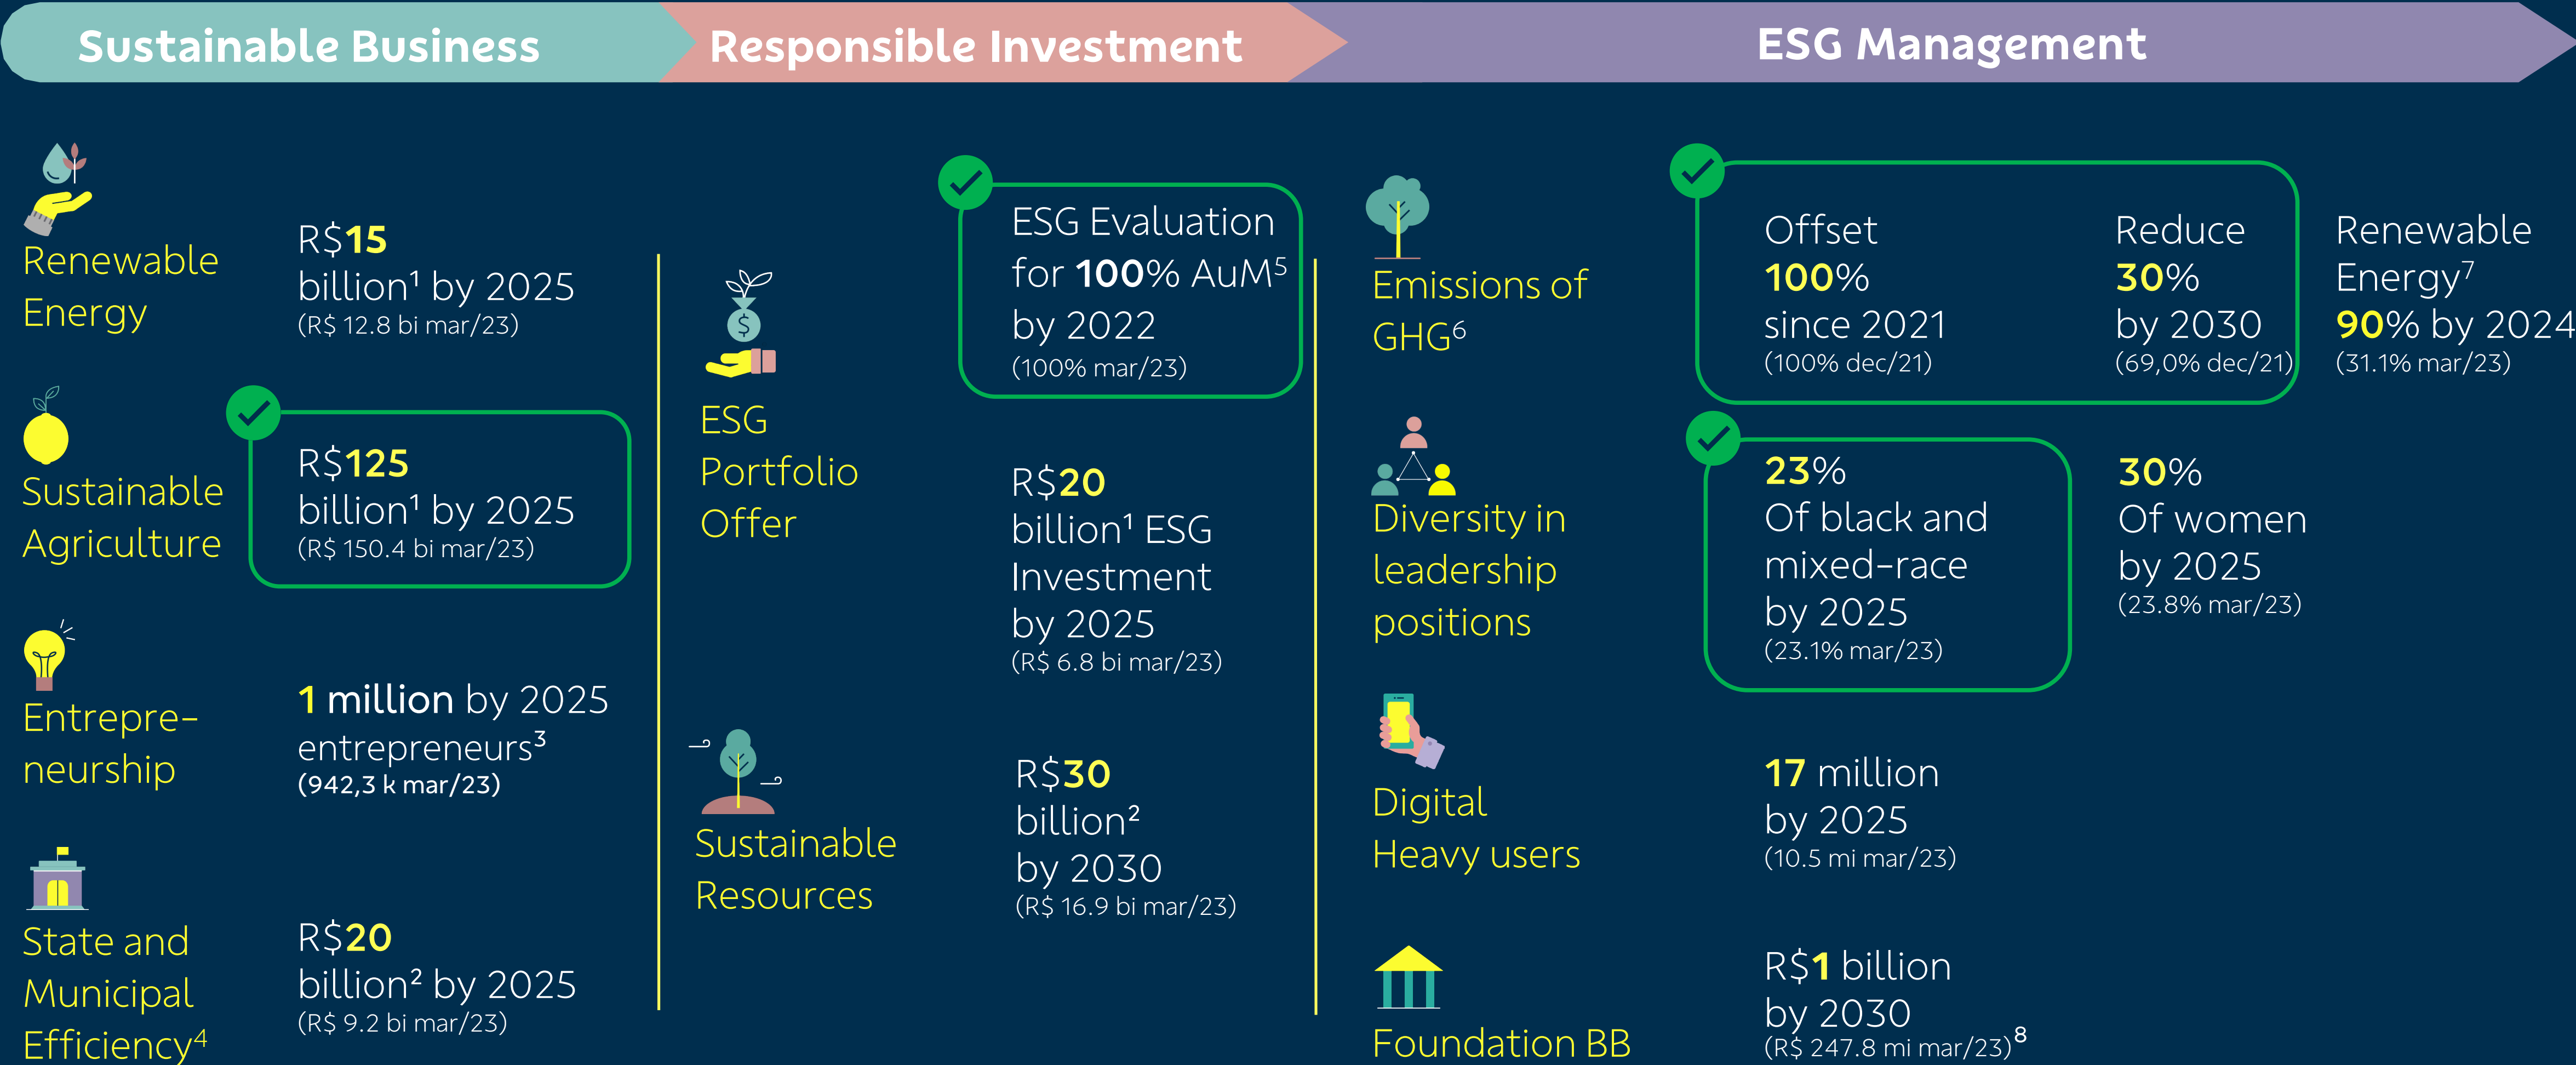 Sustainable Business
Responsible Investment
ESG Management
Renewable
Energy
R$15
billion¹ by 2025
(R$ 12.8 bi mar/23)
Sustainable
Agriculture
R$125
billion¹ by 2025
(R$ 150.4 bi mar/23)
Entrepre-
neurship
1 million by 2025
entrepreneurs³
(942,3 k mar/23)
State and
Municipal
Efficiency⁴
R$20
billion² by 2025
(R$ 9.2 bi mar/23)
ESG
Portfolio
Offer
ESG Evaluation
for 100% AuM⁵
by 2022
(100% mar/23)
R$20
billion¹ ESG
Investment
by 2025
(R$ 6.8 bi mar/23)
Sustainable
Resources
R$30
billion²
by 2030
(R$ 16.9 bi mar/23)
Emissions of
GHG⁶
Offset
100%
since 2021
(100% dec/21)
Reduce
30%
by 2030
(69,0% dec/21)
Renewable
Energy⁷
90% by 2024
(31.1% mar/23)
Diversity in
leadership
positions
23%
Of black and
mixed-race
by 2025
(23.1% mar/23)
30%
Of women
by 2025
(23.8% mar/23)
Digital
Heavy users
17 million
by 2025
(10.5 mi mar/23)
Foundation BB
R$1 billion
by 2030
(R$ 247.8 mi mar/23)⁸
$